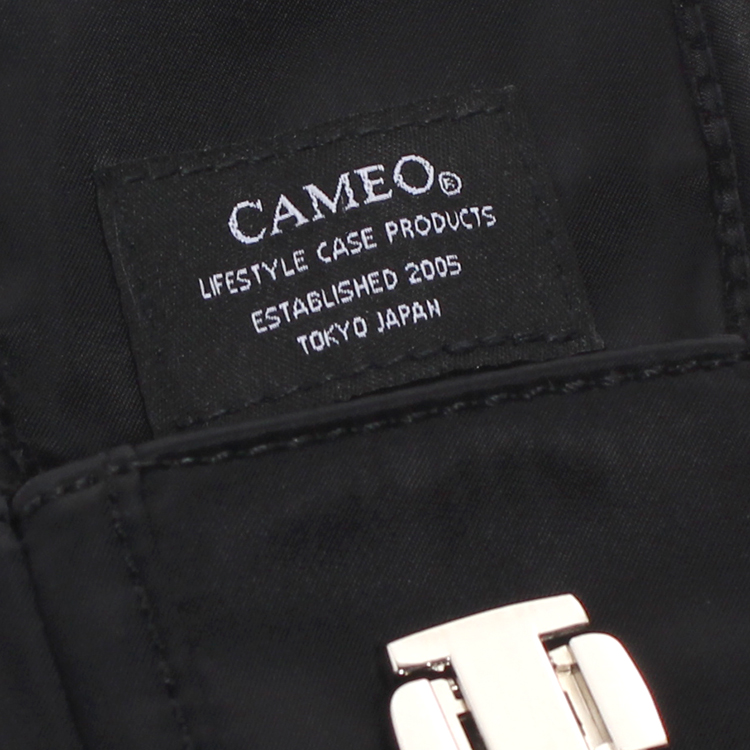 CAMEO®
LIFESTYLE CASE PRODUCTS
ESTABLISHED 2005
TOKYO JAPAN